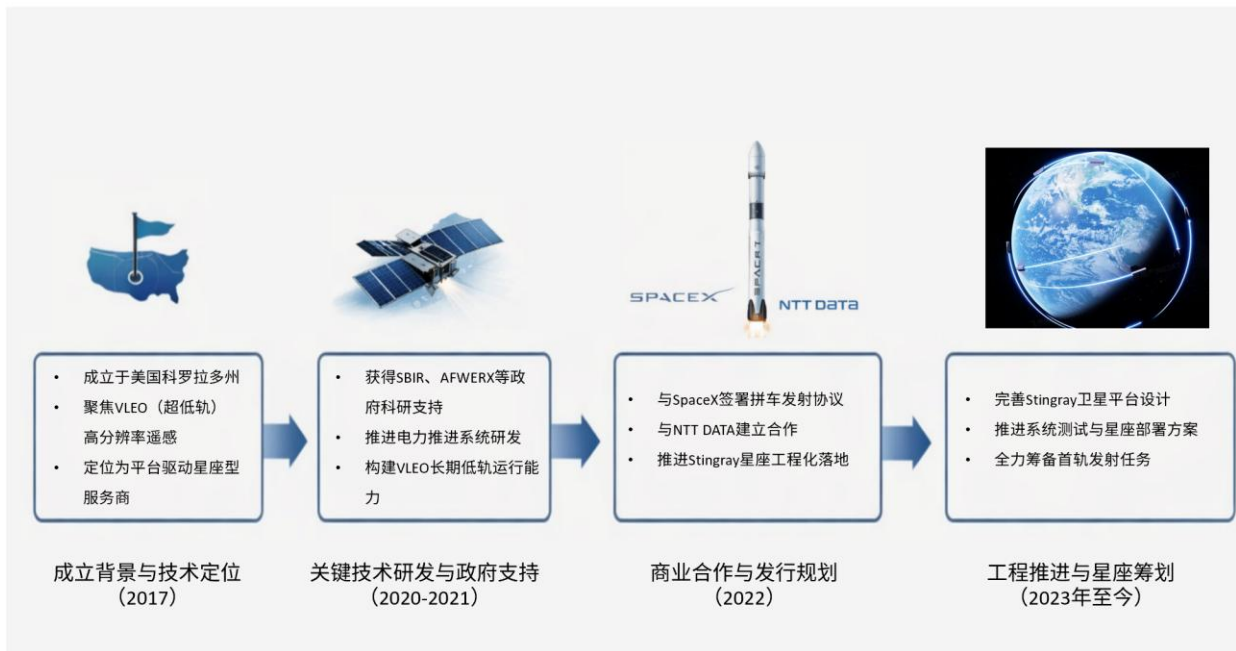 SPACEX
NTT DATA
• 成立于美国科罗拉多州
• 聚焦VLEO（超低轨）
高分辨率遥感
• 定位为平台驱动星座型
服务商
• 获得SBIR、AFWERX等政
府科研支持
• 推进电力推进系统研发
• 构建VLEO长期低轨运行能
力
• 与SpaceX签署拼车发射协议
• 与NTT DATA建立合作
• 推进Stingray星座工程化落地
• 完善Stingray卫星平台设计
• 推进系统测试与星座部署方案
• 全力筹备首轨发射任务
成立背景与技术定位
（2017）
关键技术研发与政府支持
（2020-2021）
商业合作与发行规划
（2022）
工程推进与星座筹划
（2023年至今）